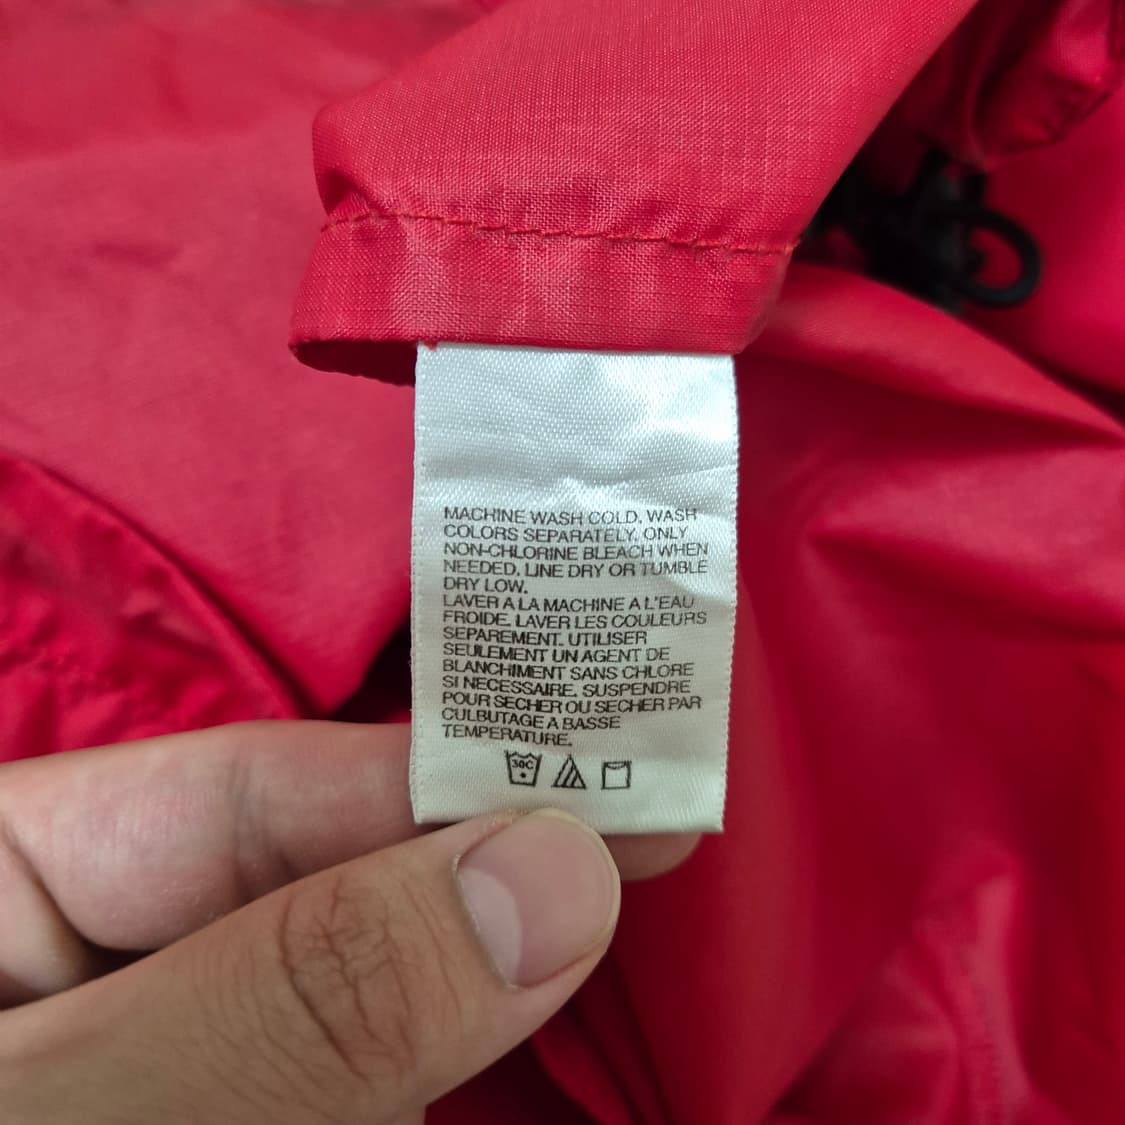 MACHINE WASH COLD. WASH
COLORS SEPARATELY. ONLY
NON-CHLORINE BLEACH WHEN
NEEDED. LINE DRY OR TUMBLE
DRY LOW.
LAVER A LA MACHINE A L'EAU
FROIDE. LAVER LES COULEURS
SEPAREMENT. UTILISER
SEULEMENT UN AGENT DE
BLANCHIMENT SANS CHLORE
SI NECESSAIRE. SUSPENDRE
POUR SECHER OU SECHER PAR
CULBUTAGE A BASSE
TEMPERATURE.
30C